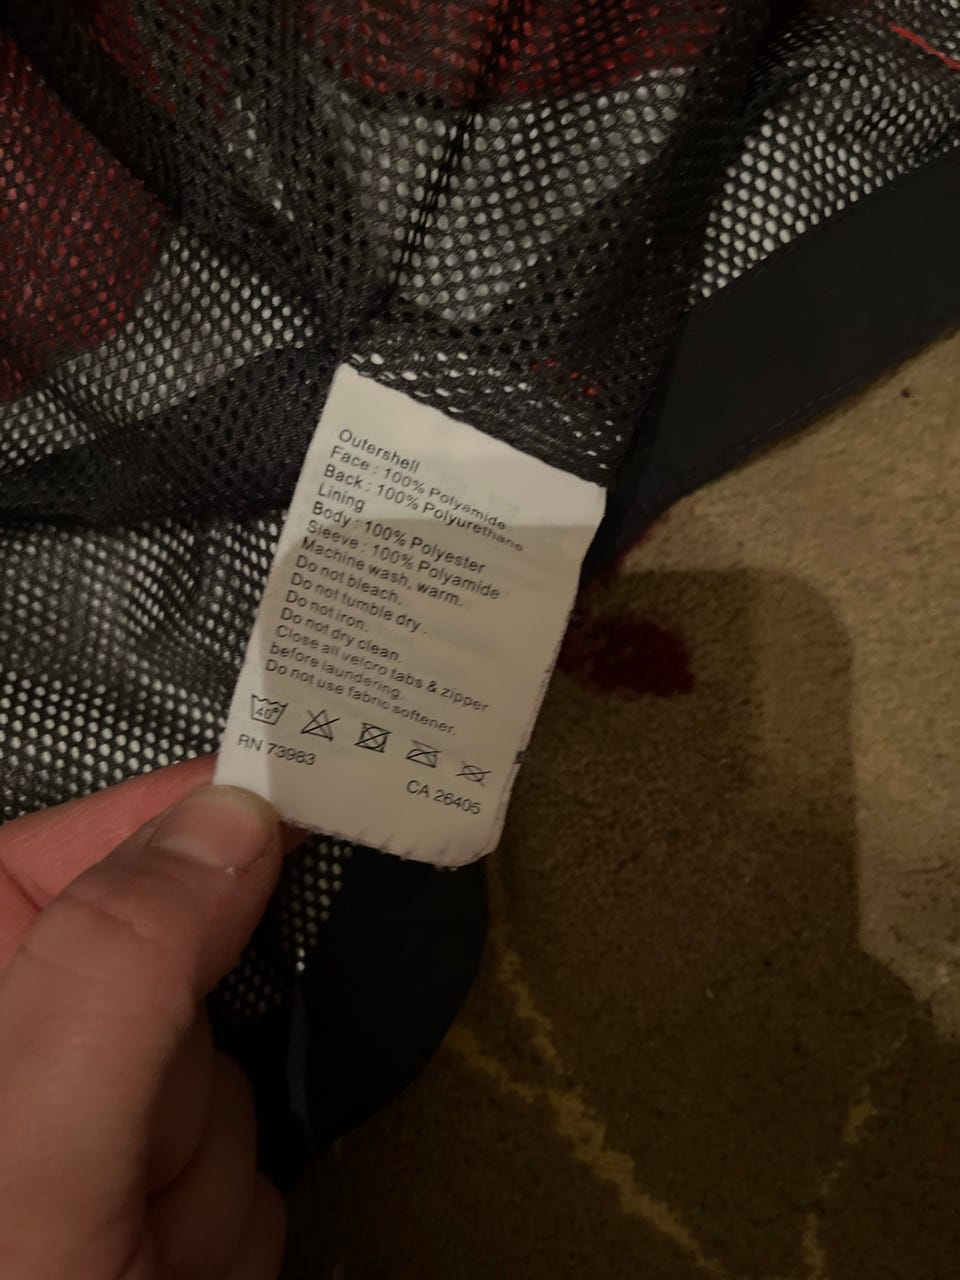 Outershell
Face : 100% Polyamide
Back : 100% Polyurethane
Lining
Body : 100% Polyester
Sleeve : 100% Polyamide
Machine wash, warm.
Do not bleach.
Do not tumble dry .
Do not iron.
Do not dry clean.
Close all velcro tabs & zipper
before laundering.
Do not use fabric softener.
40°
RN 73983
CA 26405